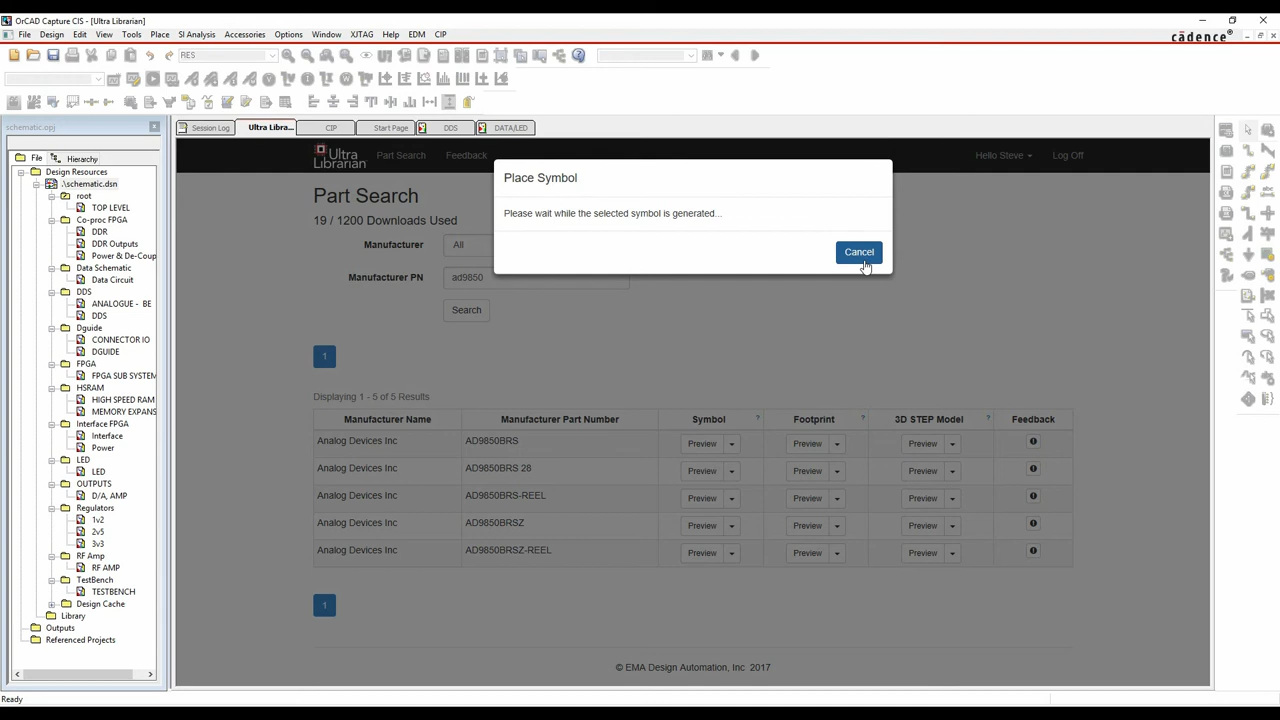 OrCAD Capture CIS - [Ultra Librarian]
File Design Edit View Tools Place SI Analysis Accessories Options Window XJTAG Help EDM CIP
cādence®
RES
schematic.opj
Session Log Ultra Libra... CIP Start Page DDS DATA/LED
File Hierarchy
Design Resources
.\schematic.dsn
root
TOP LEVEL
Co-proc FPGA
DDR
DDR Outputs
Power & De-Coup
Data Schematic
Data Circuit
DDS
ANALOGUE - BE
DDS
Dguide
CONNECTOR IO
DGUIDE
FPGA
FPGA SUB SYSTEM
HSRAM
HIGH SPEED RAM
MEMORY EXPANS
Interface FPGA
Interface
Power
LED
LED
OUTPUTS
D/A, AMP
Regulators
1v2
2v5
3v3
RF Amp
RF AMP
TestBench
TESTBENCH
Design Cache
Library
Outputs
Referenced Projects
Ultra Librarian Part Search Feedback Hello Steve Log Off
Part Search
19 / 1200 Downloads Used
Manufacturer All
Manufacturer PN ad9850
Search
Place Symbol
Please wait while the selected symbol is generated...
Cancel
1
Displaying 1 - 5 of 5 Results
Manufacturer Name Manufacturer Part Number Symbol ? Footprint ? 3D STEP Model ? Feedback
Analog Devices Inc AD9850BRS Preview Preview Preview
Analog Devices Inc AD9850BRS 28 Preview Preview Preview
Analog Devices Inc AD9850BRS-REEL Preview Preview Preview
Analog Devices Inc AD9850BRSZ Preview Preview Preview
Analog Devices Inc AD9850BRSZ-REEL Preview Preview Preview
1
© EMA Design Automation, Inc 2017
Ready